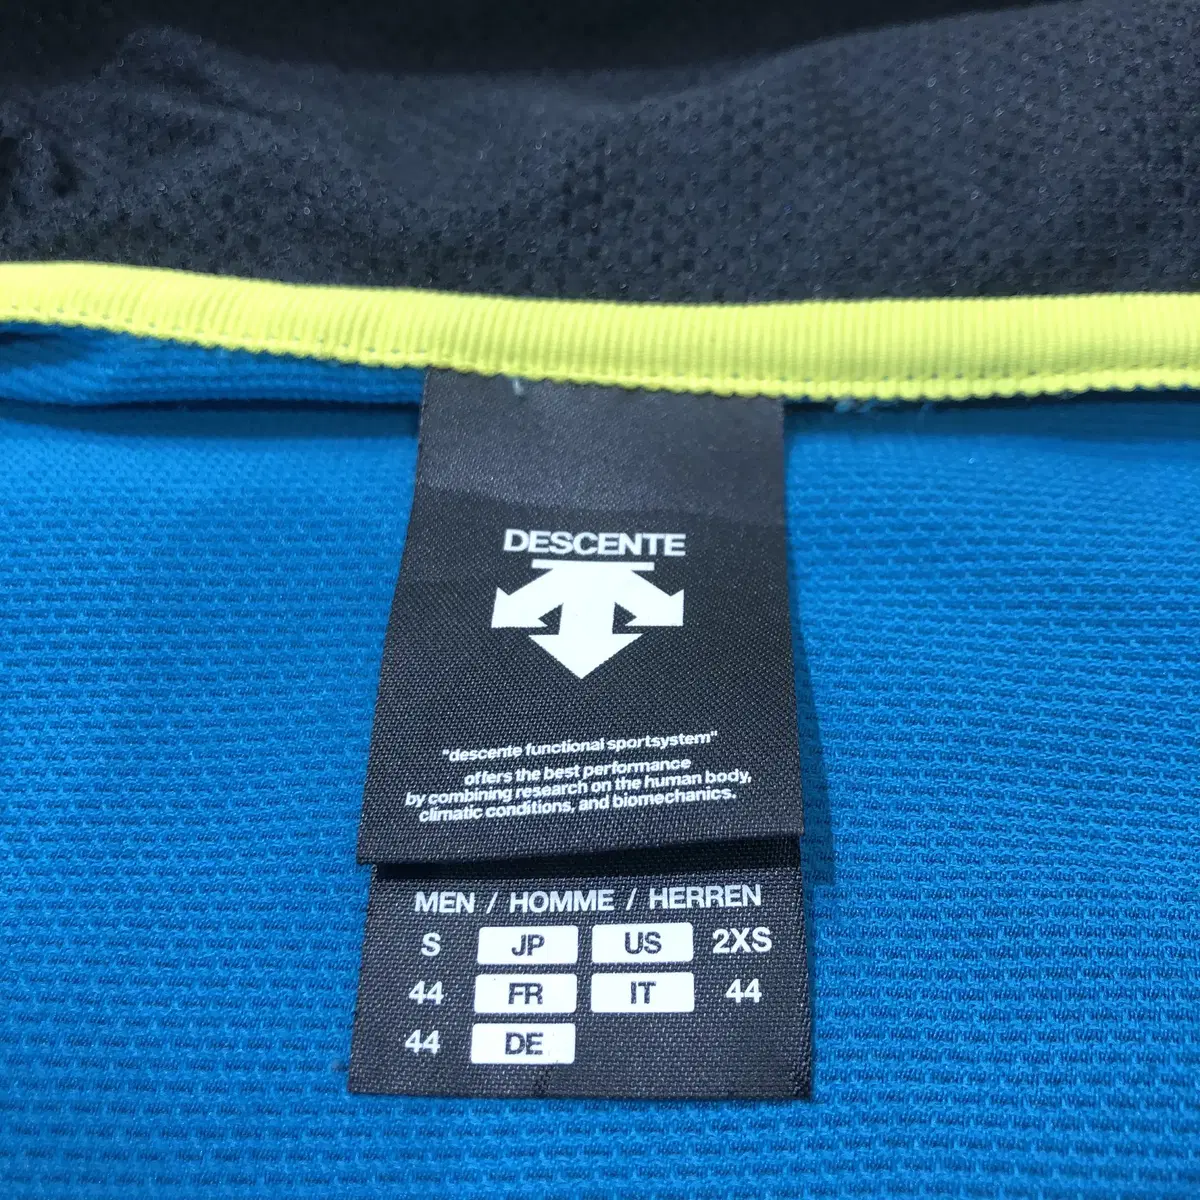 DESCENTE
"descente functional sportsystem"
offers the best performance
by combining research on the human body,
climatic conditions, and biomechanics.
MEN / HOMME / HERREN
S JP US 2XS
44 FR IT 44
44 DE